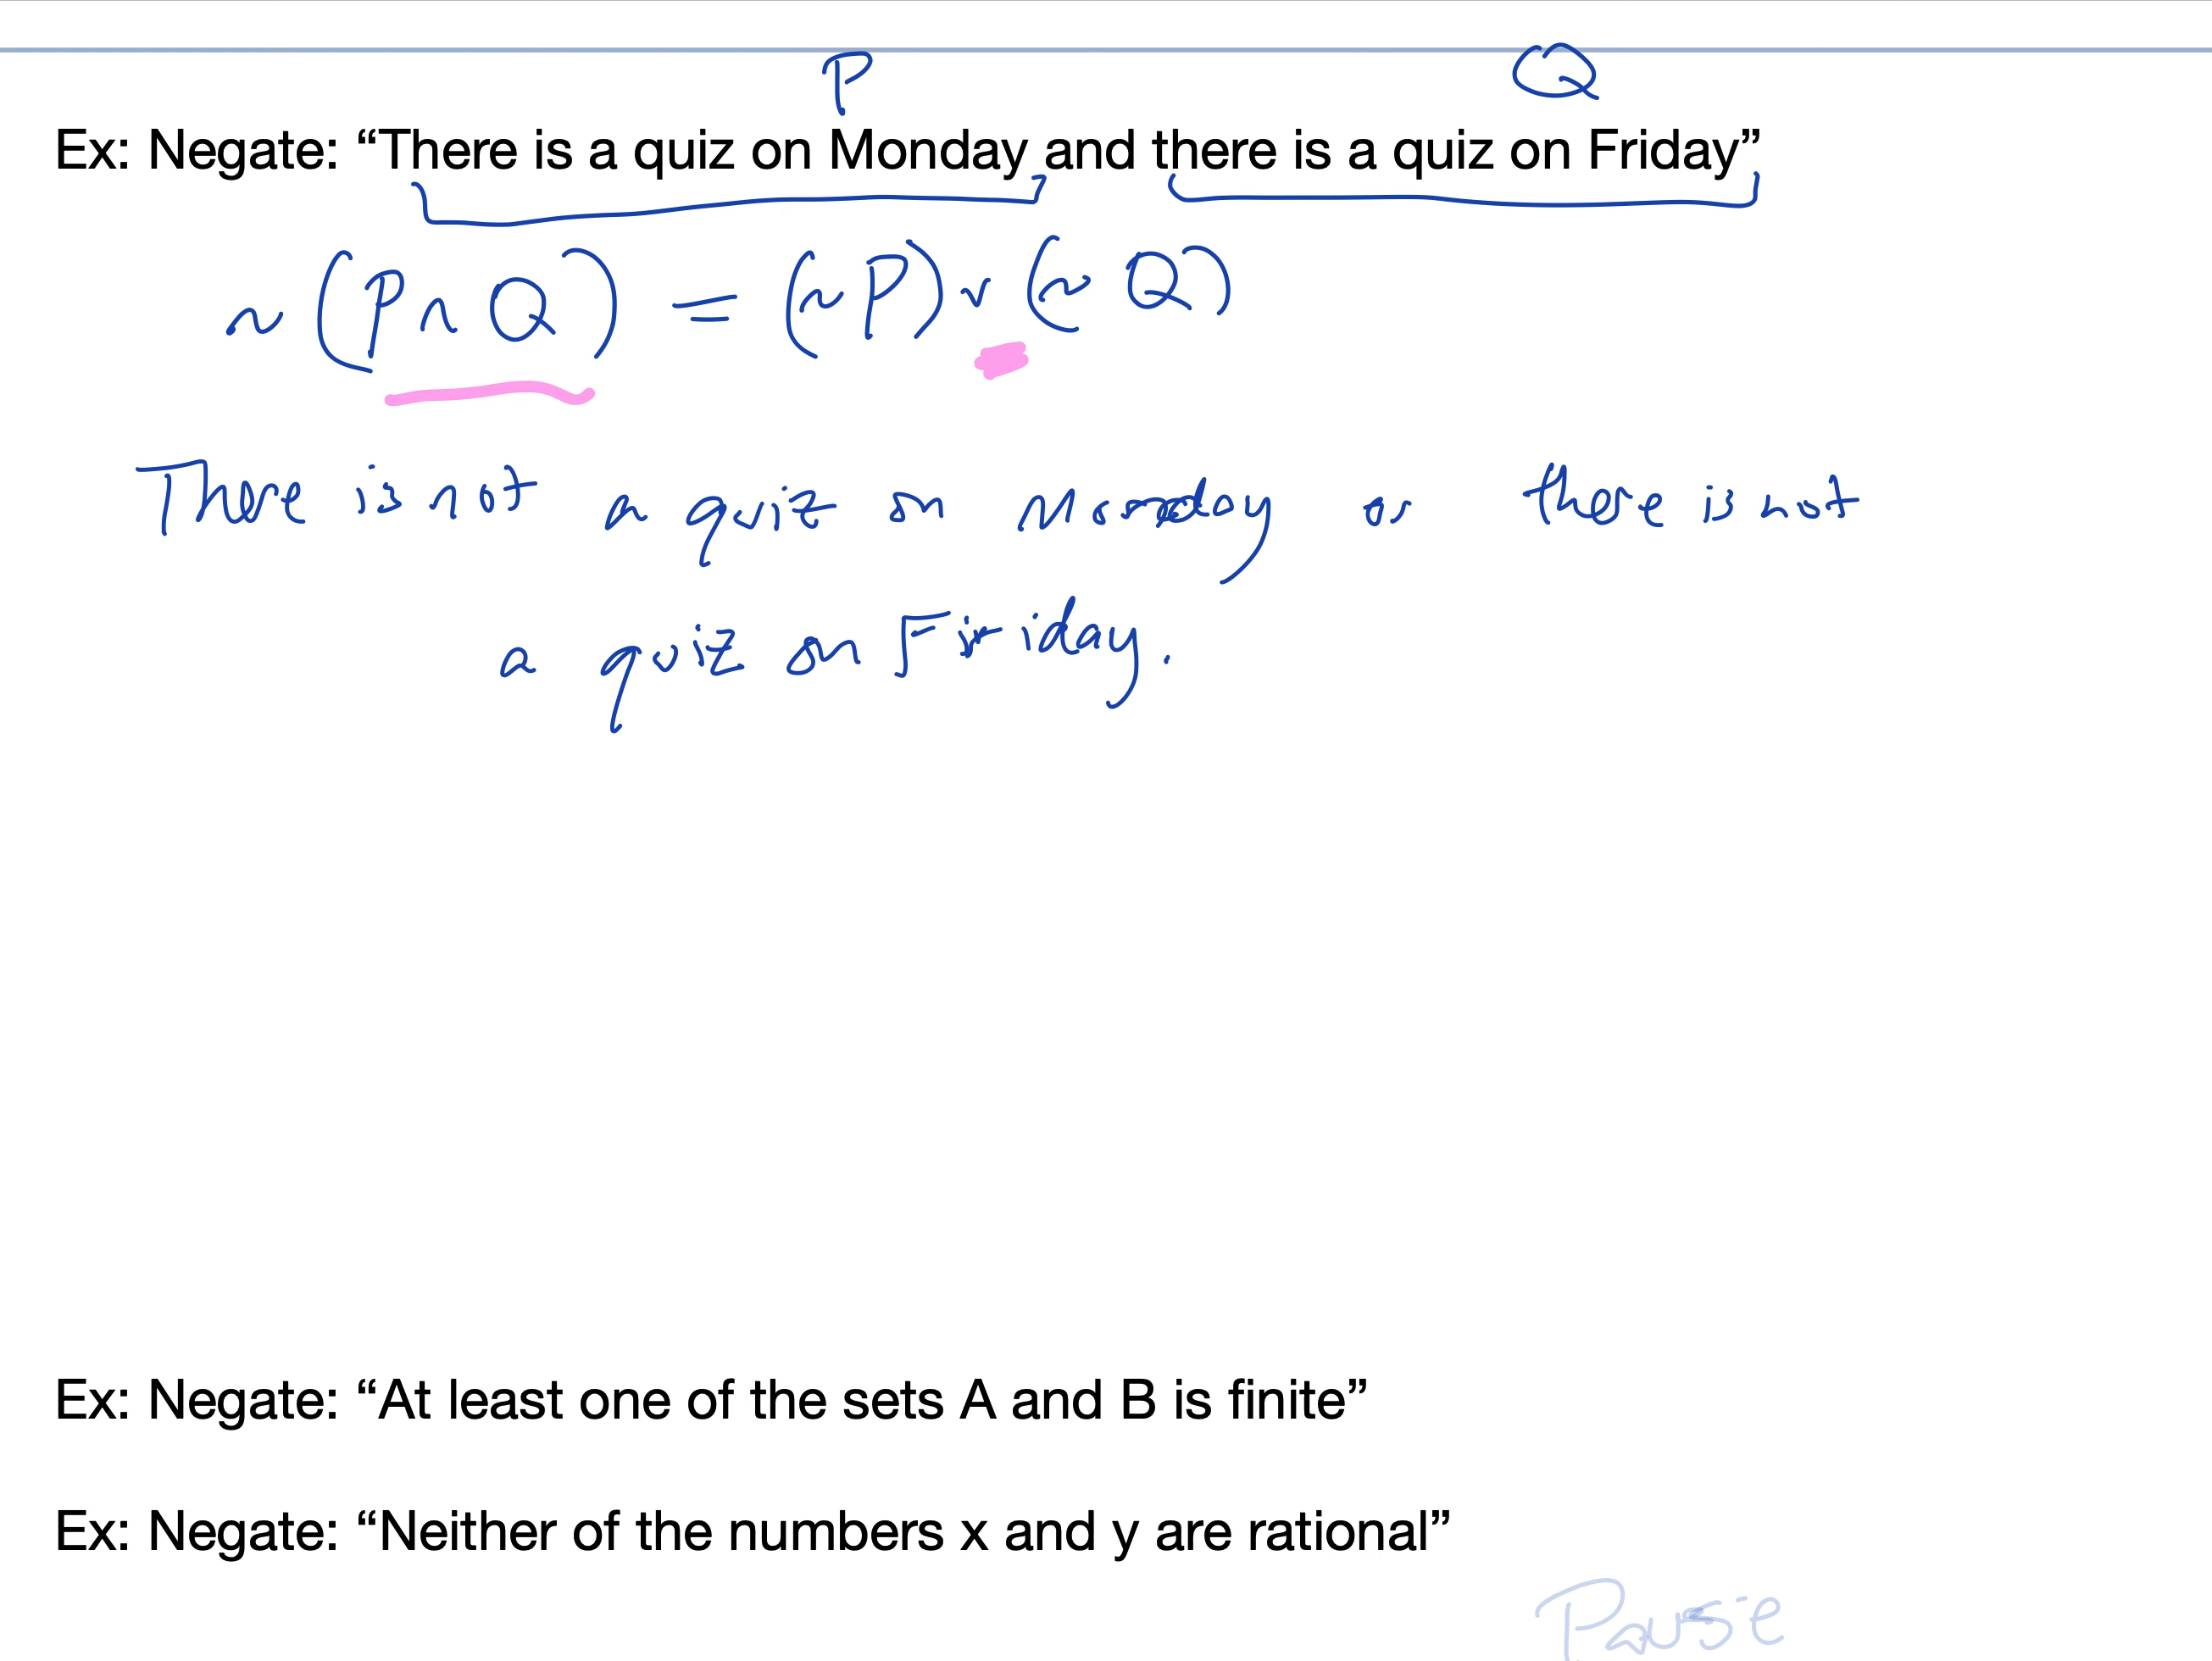 P Q
Ex: Negate: “There is a quiz on Monday and there is a quiz on Friday”
~(P ∧ Q) = (~P) ∨ (~Q)
There is not a quiz on monday or there is not
a quiz on Friday.
Ex: Negate: “At least one of the sets A and B is finite”
Ex: Negate: “Neither of the numbers x and y are rational”
Pause